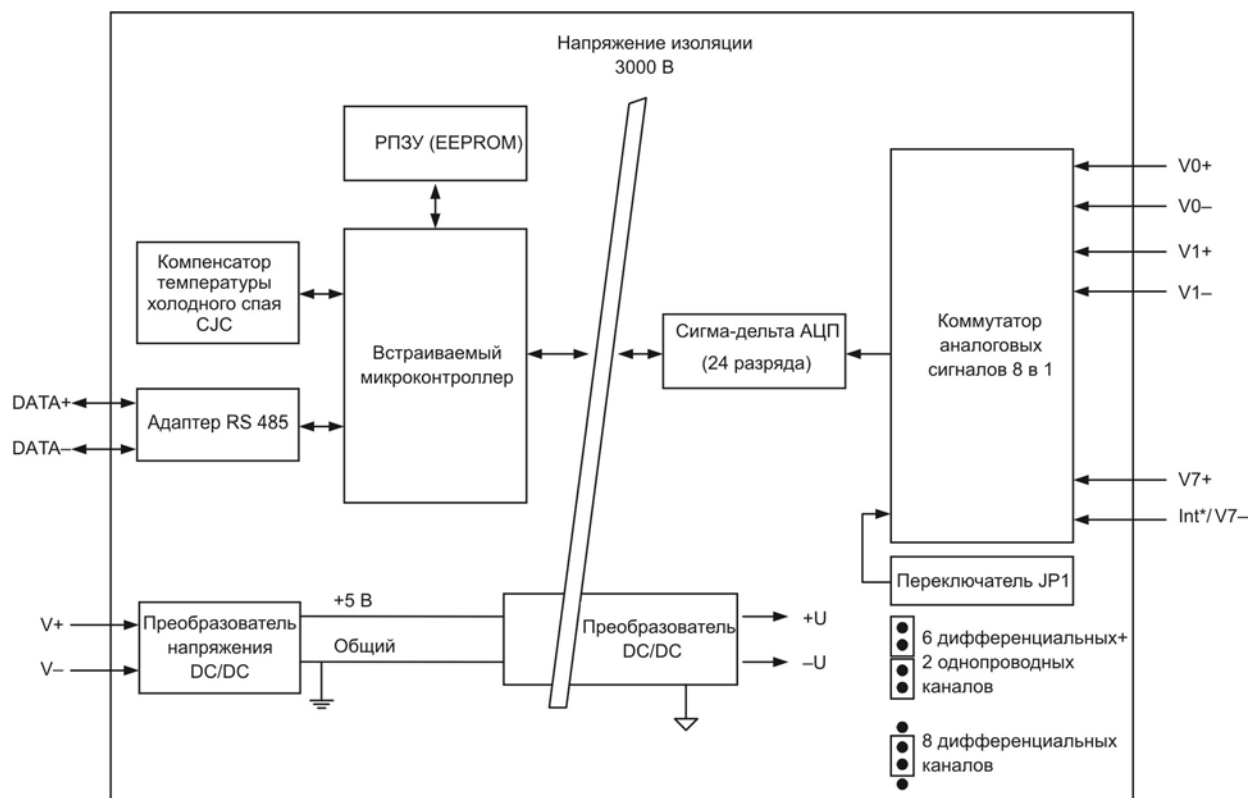 Напряжение изоляции
3000 В
РПЗУ (EEPROM)
V0+
V0–
Компенсатор
температуры
холодного спая
CJC
V1+
V1–
Сигма-дельта АЦП
(24 разряда)
Коммутатор
аналоговых
сигналов 8 в 1
Встраиваемый
микроконтроллер
DATA+
DATA–
Адаптер RS 485
V7+
Int*/V7–
Переключатель JP1
V+
V–
Преобразователь
напряжения
DC/DC
+5 В
Общий
Преобразователь
DC/DC
+U
–U
6 дифференциальных+
2 однопроводных
каналов
8 дифференциальных
каналов